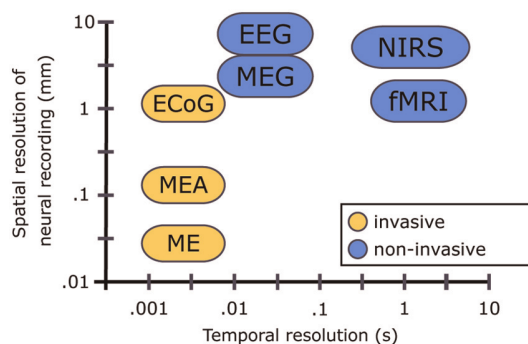 Spatial resolution of
neural recording (mm)
10
1
.1
.01
EEG
MEG
NIRS
fMRI
ECoG
MEA
ME
invasive
non-invasive
.001
.01
.1
1
10
Temporal resolution (s)